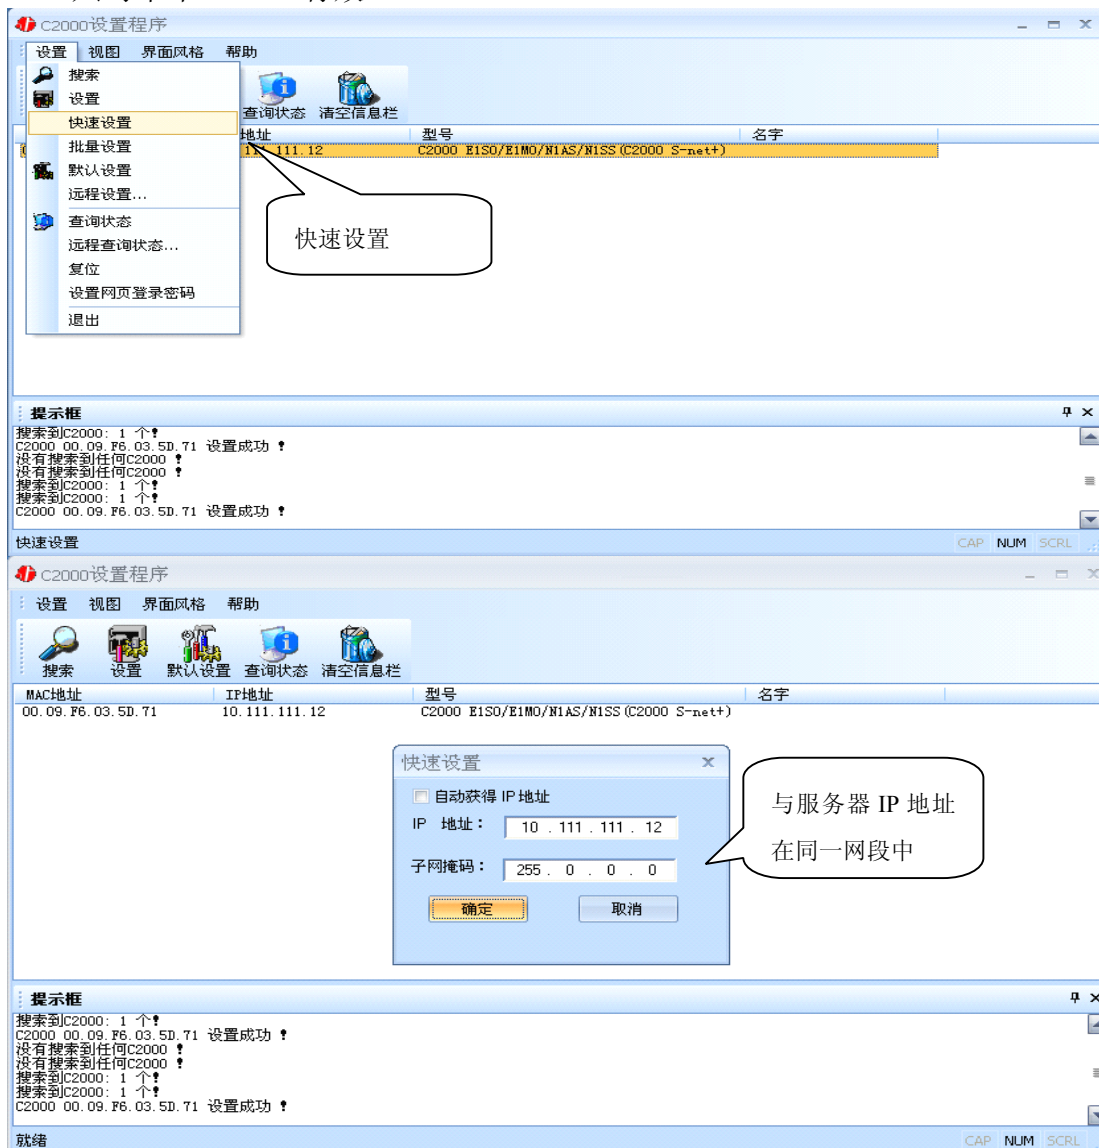 C2000设置程序
设置 视图 界面风格 帮助
搜索
设置
快速设置
批量设置
默认设置
远程设置...
查询状态
远程查询状态...
复位
设置网页登录密码
退出
查询状态 清空信息栏
地址 型号 名字
111.111.12 C2000 E1SO/E1MO/N1AS/N1SS(C2000 S-net+)
快速设置
提示框
搜索到C2000: 1 个!
C2000 00.09.F6.03.5D.71 设置成功 !
没有搜索到任何C2000 !
没有搜索到任何C2000 !
搜索到C2000: 1 个!
搜索到C2000: 1 个!
C2000 00.09.F6.03.5D.71 设置成功 !
快速设置 CAP NUM SCRL
C2000设置程序
设置 视图 界面风格 帮助
搜索 设置 默认设置 查询状态 清空信息栏
MAC地址 IP地址 型号 名字
00.09.F6.03.5D.71 10.111.111.12 C2000 E1SO/E1MO/N1AS/N1SS(C2000 S-net+)
快速设置
自动获得 IP 地址
IP 地址: 10 . 111 . 111 . 12
子网掩码: 255 . 0 . 0 . 0
确定 取消
与服务器 IP 地址
在同一网段中
提示框
搜索到C2000: 1 个!
C2000 00.09.F6.03.5D.71 设置成功 !
没有搜索到任何C2000 !
没有搜索到任何C2000 !
搜索到C2000: 1 个!
搜索到C2000: 1 个!
C2000 00.09.F6.03.5D.71 设置成功 !
就绪 CAP NUM SCRL